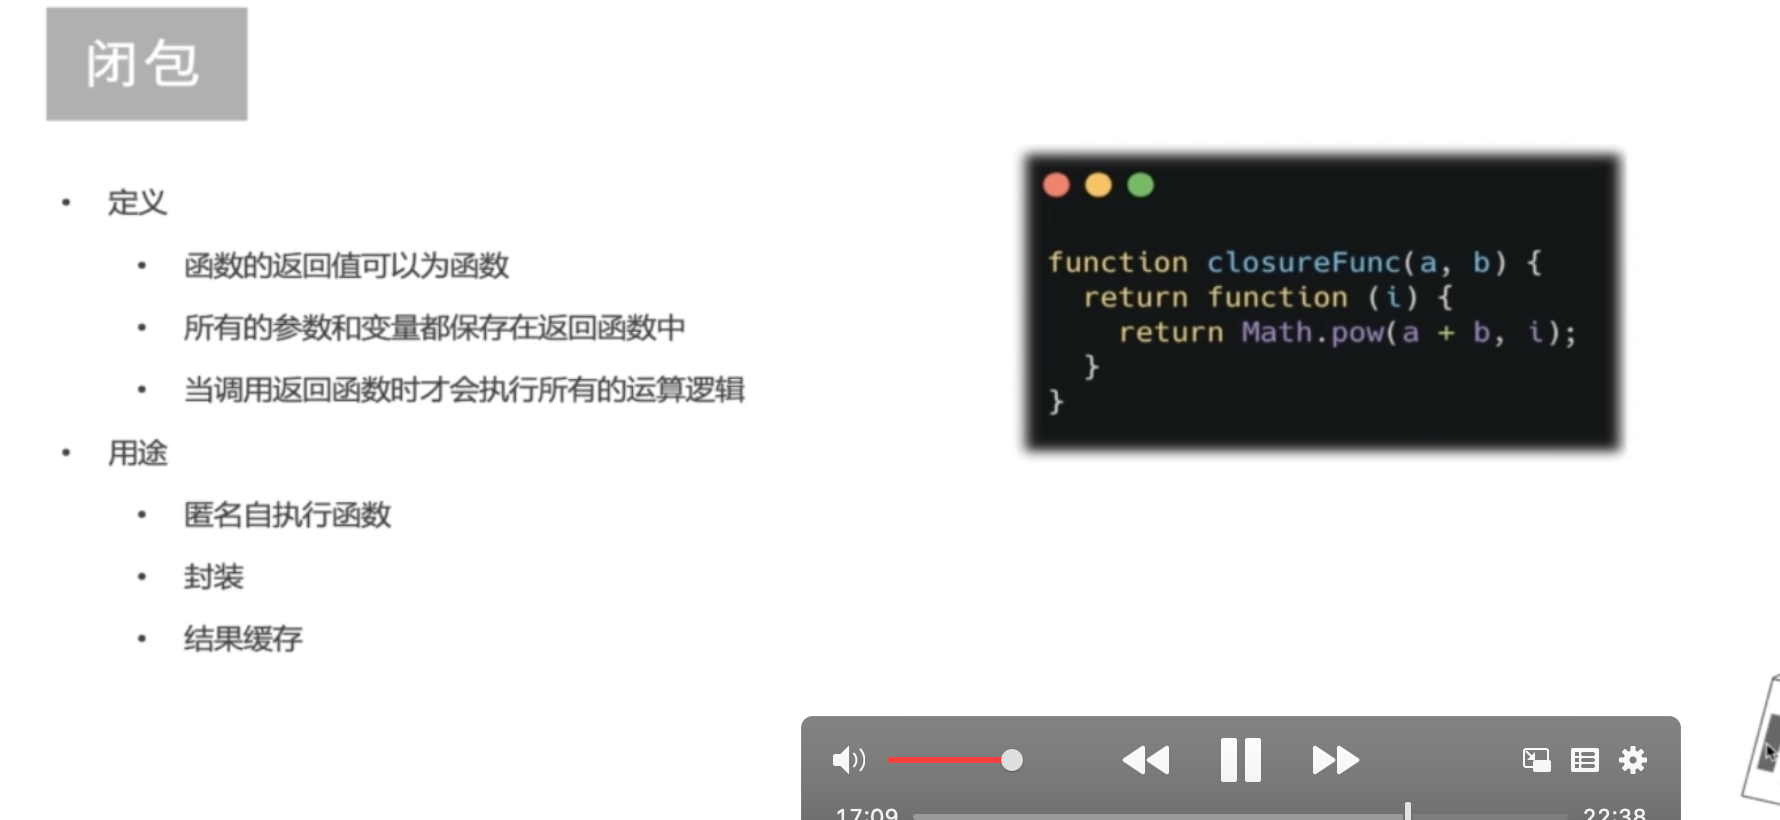 闭包
• 定义
• 函数的返回值可以为函数
• 所有的参数和变量都保存在返回函数中
• 当调用返回函数时才会执行所有的运算逻辑
• 用途
• 匿名自执行函数
• 封装
• 结果缓存
function closureFunc(a, b) {
  return function (i) {
    return Math.pow(a + b, i);
  }
}
17:09
22:38